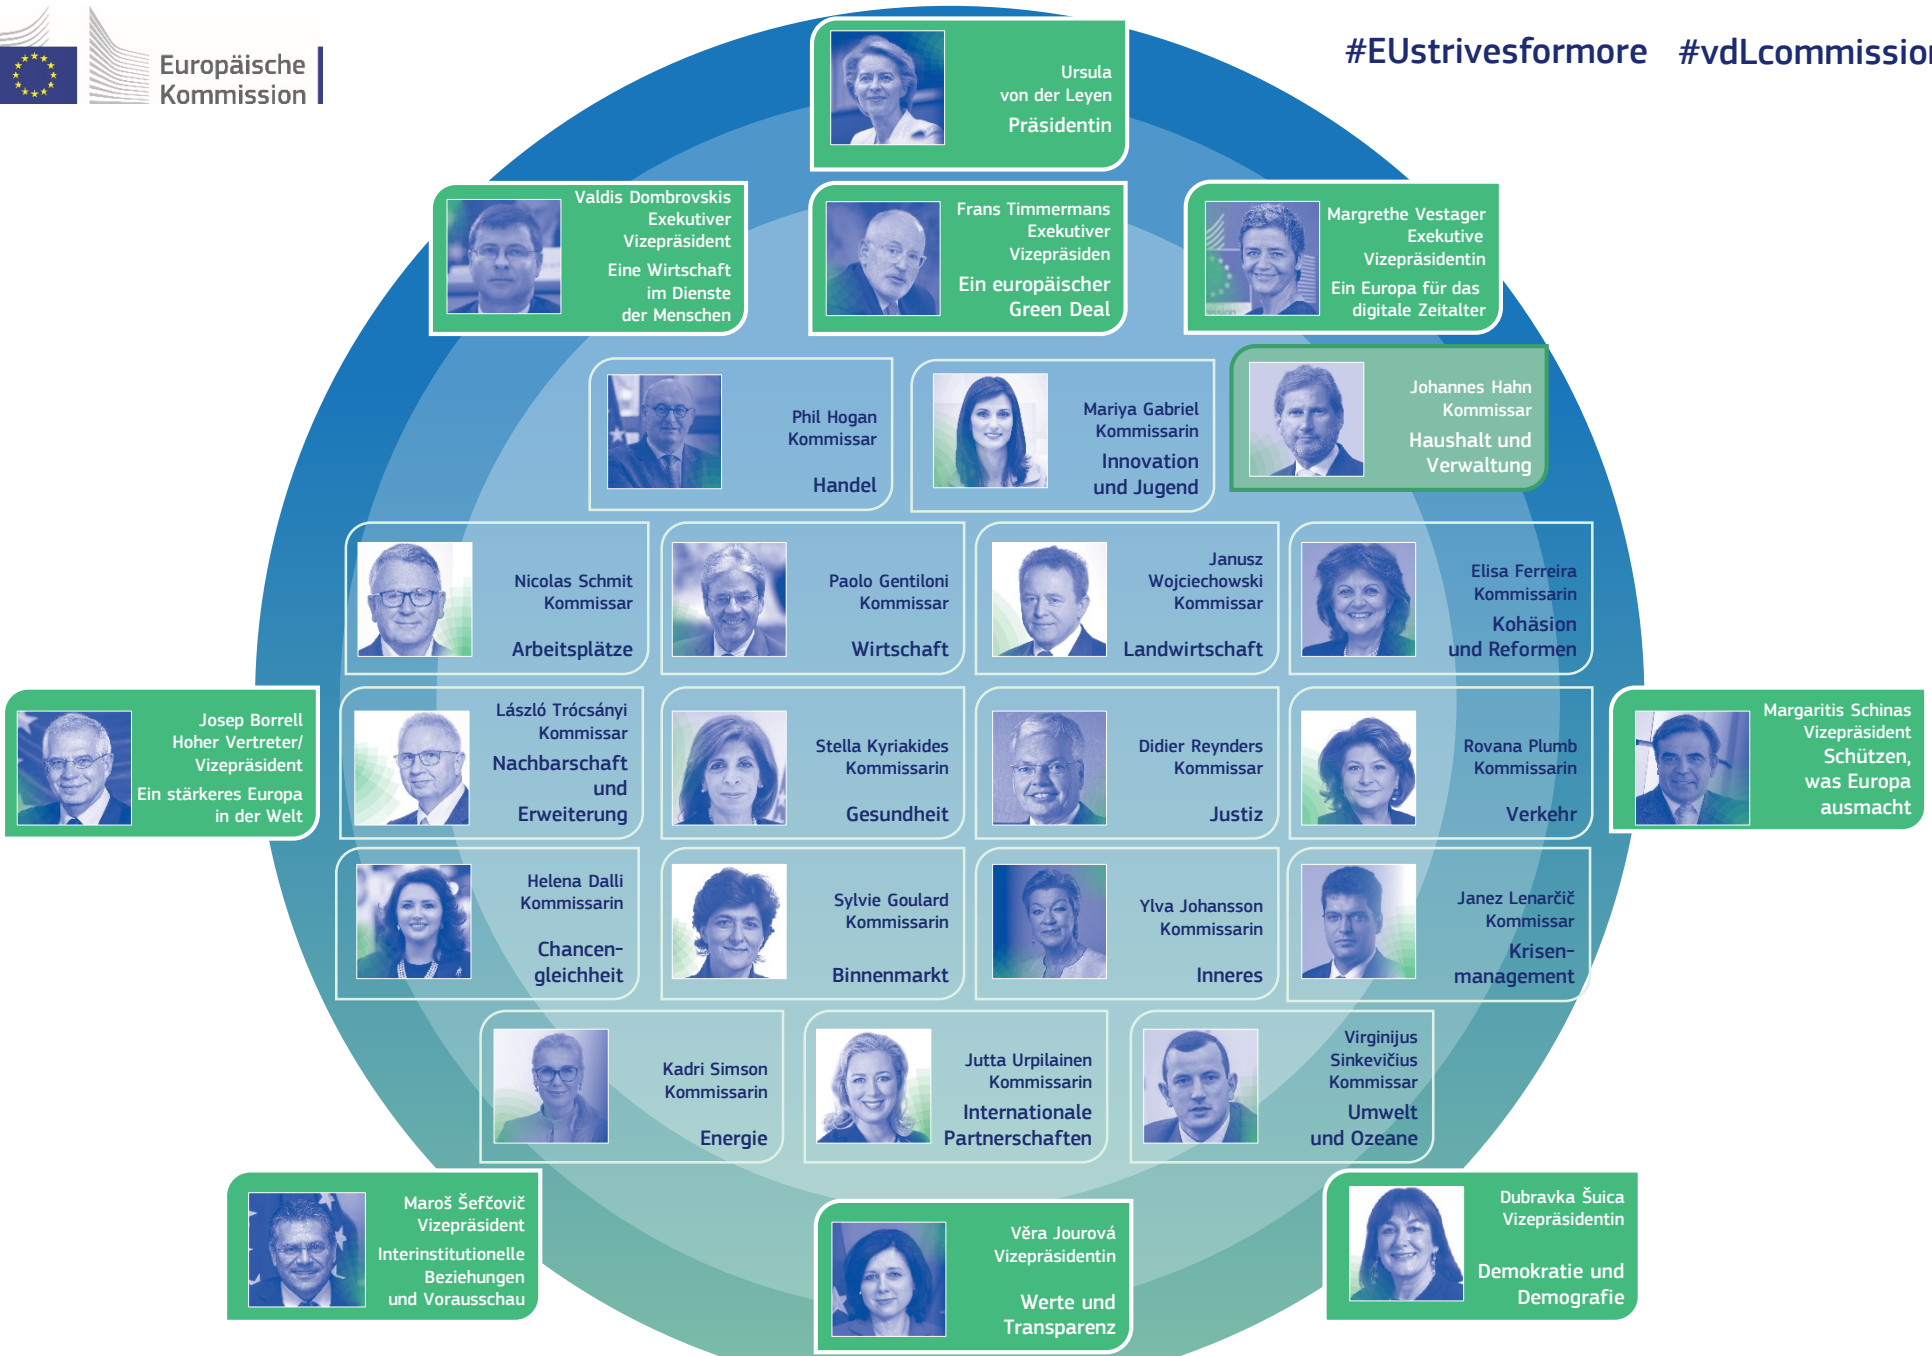 Europäische
Kommission
#EUstrivesformore #vdLcommission
Ursula
von der Leyen
Präsidentin
Valdis Dombrovskis
Exekutiver
Vizepräsident
Eine Wirtschaft
im Dienste
der Menschen
Frans Timmermans
Exekutiver
Vizepräsiden
Ein europäischer
Green Deal
Margrethe Vestager
Exekutive
Vizepräsidentin
Ein Europa für das
digitale Zeitalter
Phil Hogan
Kommissar
Handel
Mariya Gabriel
Kommissarin
Innovation
und Jugend
Johannes Hahn
Kommissar
Haushalt und
Verwaltung
Nicolas Schmit
Kommissar
Arbeitsplätze
Paolo Gentiloni
Kommissar
Wirtschaft
Janusz
Wojciechowski
Kommissar
Landwirtschaft
Elisa Ferreira
Kommissarin
Kohäsion
und Reformen
Josep Borrell
Hoher Vertreter/
Vizepräsident
Ein stärkeres Europa
in der Welt
László Trócsányi
Kommissar
Nachbarschaft
und
Erweiterung
Stella Kyriakides
Kommissarin
Gesundheit
Didier Reynders
Kommissar
Justiz
Rovana Plumb
Kommissarin
Verkehr
Margaritis Schinas
Vizepräsident
Schützen,
was Europa
ausmacht
Helena Dalli
Kommissarin
Chancen-
gleichheit
Sylvie Goulard
Kommissarin
Binnenmarkt
Ylva Johansson
Kommissarin
Inneres
Janez Lenarčič
Kommissar
Krisen-
management
Kadri Simson
Kommissarin
Energie
Jutta Urpilainen
Kommissarin
Internationale
Partnerschaften
Virginijus
Sinkevičius
Kommissar
Umwelt
und Ozeane
Maroš Šefčovič
Vizepräsident
Interinstitutionelle
Beziehungen
und Vorausschau
Věra Jourová
Vizepräsidentin
Werte und
Transparenz
Dubravka Šuica
Vizepräsidentin
Demokratie und
Demografie